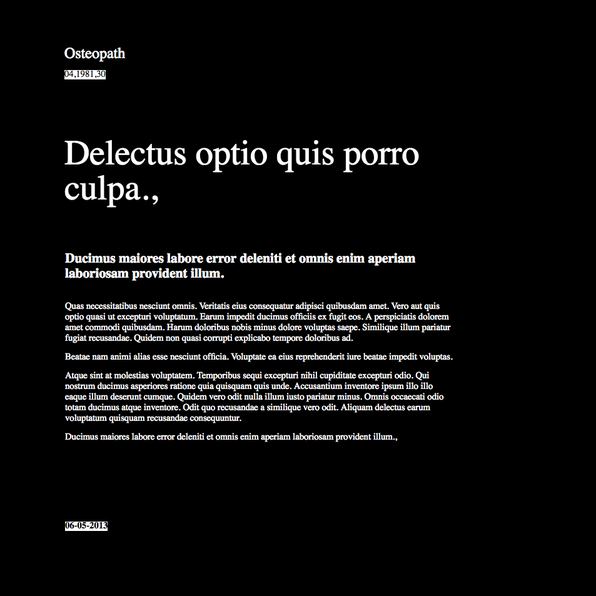 Osteopath
04.1981.30
Delectus optio quis porro
culpa.,
Ducimus maiores labore error deleniti et omnis enim aperiam
laboriosam provident illum.
Quas necessitatibus nesciunt omnis. Veritatis eius consequatur adipisci quibusdam amet. Vero aut quis
optio quasi ut excepturi voluptatum. Earum impedit ducimus officiis ex fugit eos. A perspiciatis dolorem
amet commodi quibusdam. Harum doloribus nobis minus dolore voluptas saepe. Similique illum pariatur
fugiat recusandae. Quidem non quasi corrupti explicabo tempore doloribus ad.
Beatae nam animi alias esse nesciunt officia. Voluptate ea eius reprehenderit iure beatae impedit voluptas.
Atque sint at molestias voluptatem. Temporibus sequi excepturi nihil cupiditate excepturi odio. Qui
nostrum ducimus asperiores ratione quia quisquam quis unde. Accusantium inventore ipsum illo illo
eaque illum deserunt cumque. Quidem vero odit nulla illum iusto pariatur minus. Omnis occaecati odio
totam ducimus atque inventore. Odit quo recusandae a similique vero odit. Aliquam delectus earum
voluptatum quisquam recusandae consequuntur.
Ducimus maiores labore error deleniti et omnis enim aperiam laboriosam provident illum.,
06-05-2013